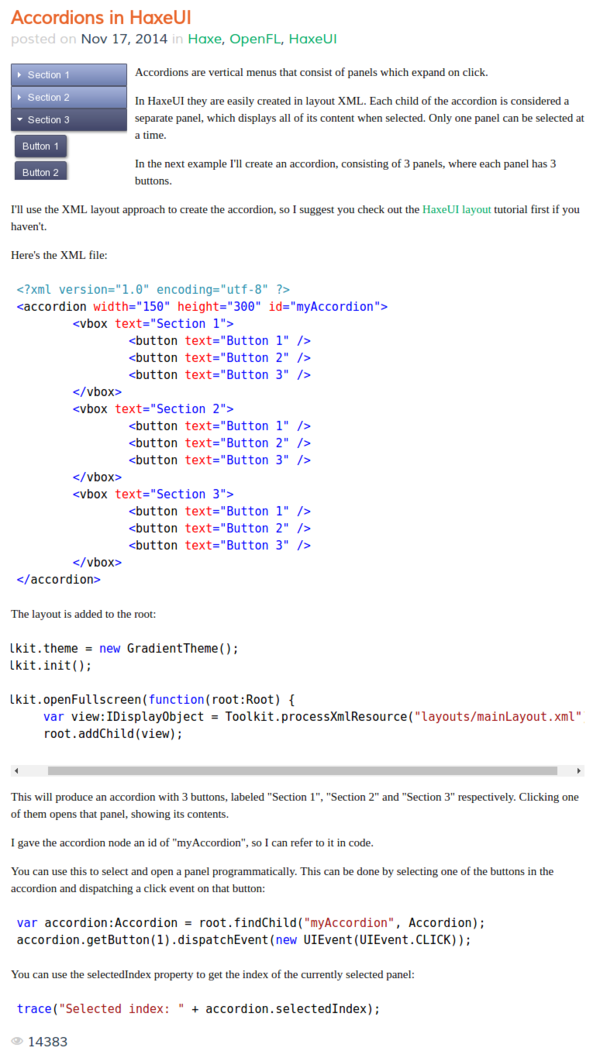 Accordions in HaxeUI
posted on Nov 17, 2014 in Haxe, OpenFL, HaxeUI
Section 1
Section 2
Section 3
Button 1
Button 2
Accordions are vertical menus that consist of panels which expand on click.
In HaxeUI they are easily created in layout XML. Each child of the accordion is considered a
separate panel, which displays all of its content when selected. Only one panel can be selected at
a time.
In the next example I'll create an accordion, consisting of 3 panels, where each panel has 3
buttons.
I'll use the XML layout approach to create the accordion, so I suggest you check out the HaxeUI layout tutorial first if you
haven't.
Here's the XML file:
<?xml version="1.0" encoding="utf-8" ?>
<accordion width="150" height="300" id="myAccordion">
        <vbox text="Section 1">
                <button text="Button 1" />
                <button text="Button 2" />
                <button text="Button 3" />
        </vbox>
        <vbox text="Section 2">
                <button text="Button 1" />
                <button text="Button 2" />
                <button text="Button 3" />
        </vbox>
        <vbox text="Section 3">
                <button text="Button 1" />
                <button text="Button 2" />
                <button text="Button 3" />
        </vbox>
</accordion>
The layout is added to the root:
lkit.theme = new GradientTheme();
lkit.init();
lkit.openFullscreen(function(root:Root) {
     var view:IDisplayObject = Toolkit.processXmlResource("layouts/mainLayout.xml"
     root.addChild(view);
This will produce an accordion with 3 buttons, labeled "Section 1", "Section 2" and "Section 3" respectively. Clicking one
of them opens that panel, showing its contents.
I gave the accordion node an id of "myAccordion", so I can refer to it in code.
You can use this to select and open a panel programmatically. This can be done by selecting one of the buttons in the
accordion and dispatching a click event on that button:
var accordion:Accordion = root.findChild("myAccordion", Accordion);
accordion.getButton(1).dispatchEvent(new UIEvent(UIEvent.CLICK));
You can use the selectedIndex property to get the index of the currently selected panel:
trace("Selected index: " + accordion.selectedIndex);
14383